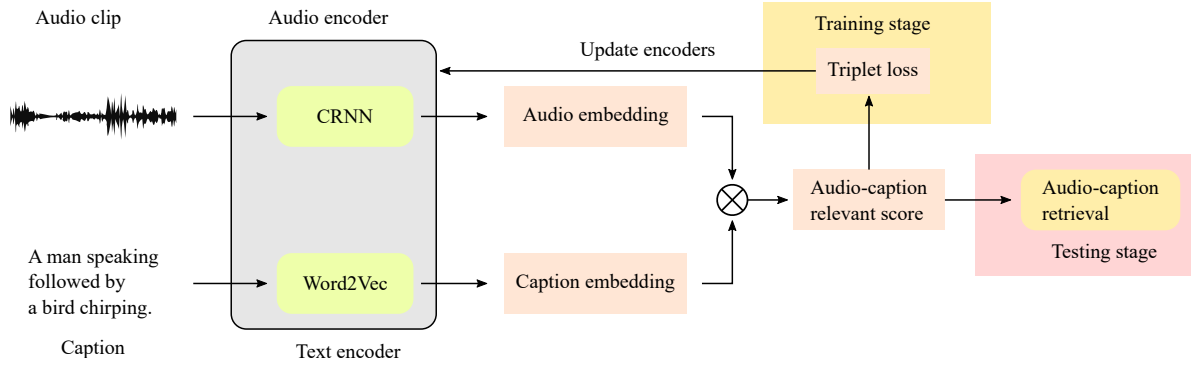 Audio clip
Audio encoder
Training stage
Update encoders
Triplet loss
CRNN
Audio embedding
Audio-caption
relevant score
Audio-caption
retrieval
Testing stage
A man speaking
followed by
a bird chirping.
Word2Vec
Caption embedding
Caption
Text encoder